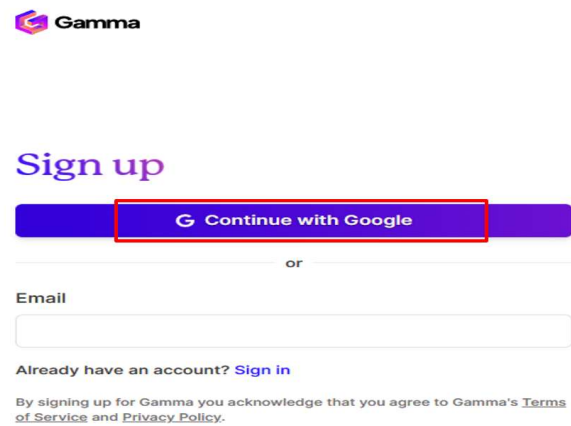 Gamma
Sign up
G Continue with Google
or
Email
Already have an account? Sign in
By signing up for Gamma you acknowledge that you agree to Gamma's Terms
of Service and Privacy Policy.